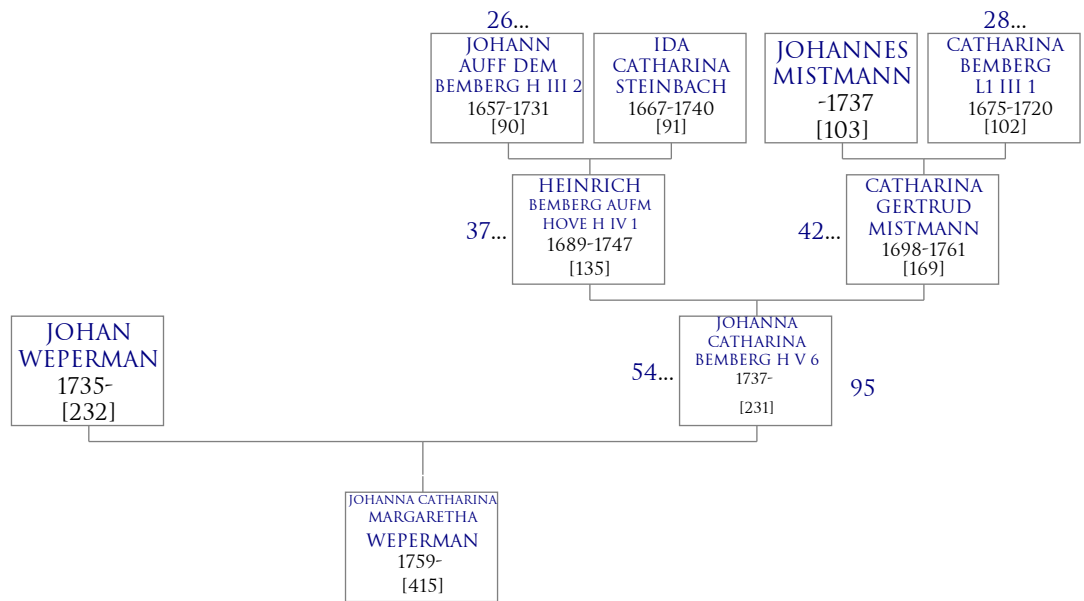 26...
28...
JOHANN
AUFF DEM
BEMBERG H III 2
1657-1731
[90]
IDA
CATHARINA
STEINBACH
1667-1740
[91]
JOHANNES
MISTMANN
-1737
[103]
CATHARINA
BEMBERG
L1 III 1
1675-1720
[102]
37...
HEINRICH
BEMBERG AUFM
HOVE H IV 1
1689-1747
[135]
42...
CATHARINA
GERTRUD
MISTMANN
1698-1761
[169]
JOHAN
WEPERMAN
1735-
[232]
54...
JOHANNA
CATHARINA
BEMBERG H V 6
1737-
[231]
95
JOHANNA CATHARINA
MARGARETHA
WEPERMAN
1759-
[415]